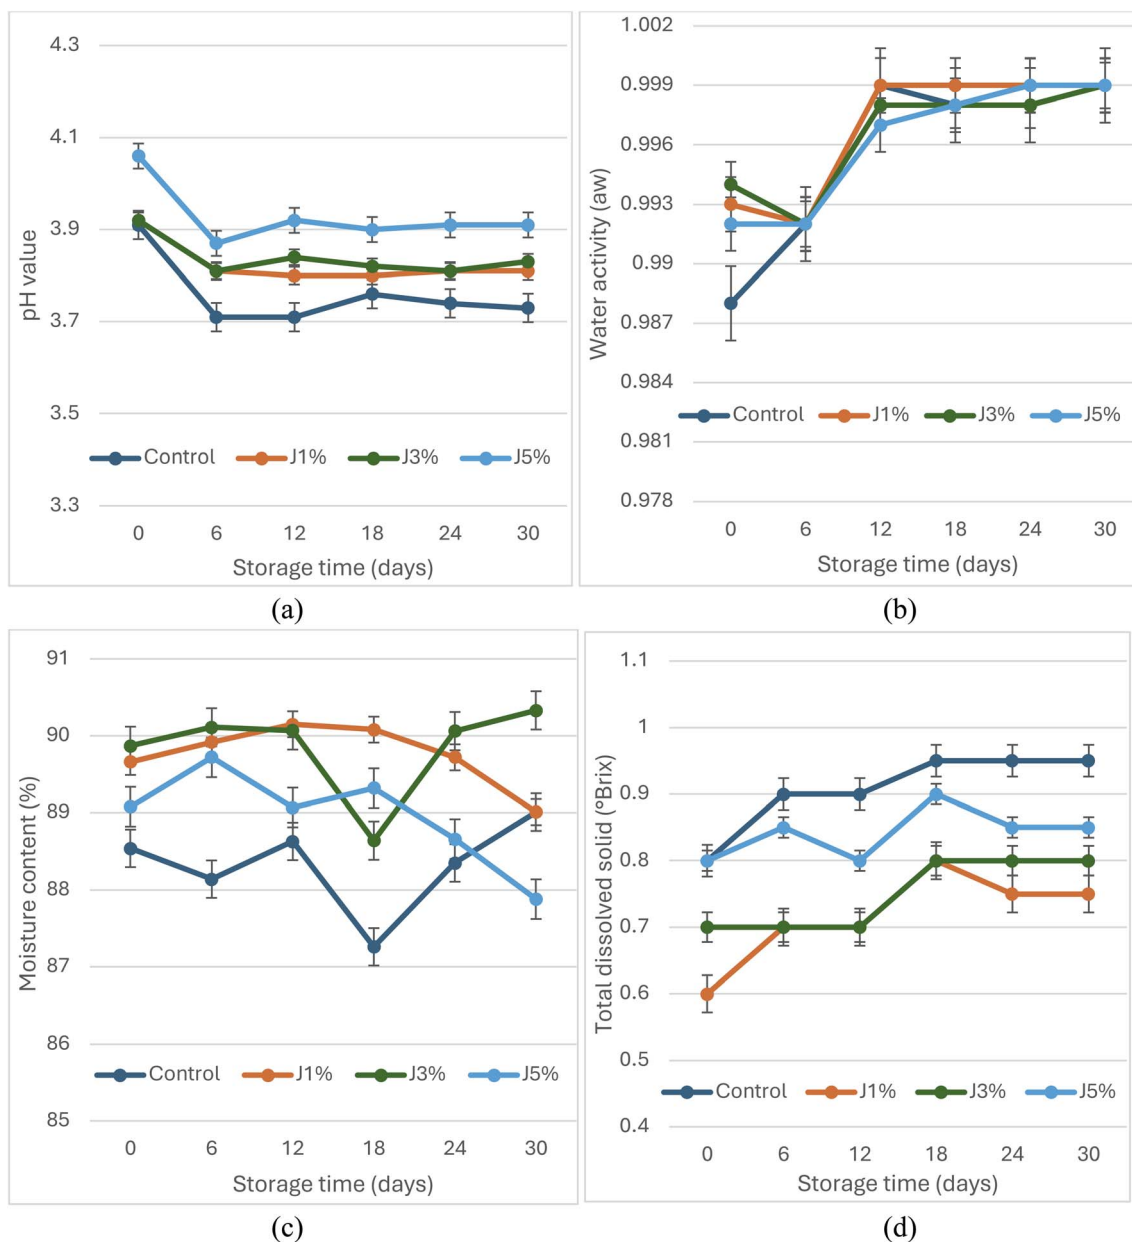 4.3
4.1
3.9
3.7
3.5
3.3
pH value
Control J1% J3% J5%
0 6 12 18 24 30
Storage time (days)
(a)
1.002
0.999
0.996
0.993
0.99
0.987
0.984
0.981
0.978
Water activity (aw)
Control J1% J3% J5%
0 6 12 18 24 30
Storage time (days)
(b)
91
90
89
88
87
86
85
Moisture content (%)
Control J1% J3% J5%
0 6 12 18 24 30
Storage time (days)
(c)
1.1
1
0.9
0.8
0.7
0.6
0.5
0.4
Total dissolved solid (°Brix)
Control J1% J3% J5%
0 6 12 18 24 30
Storage time (days)
(d)